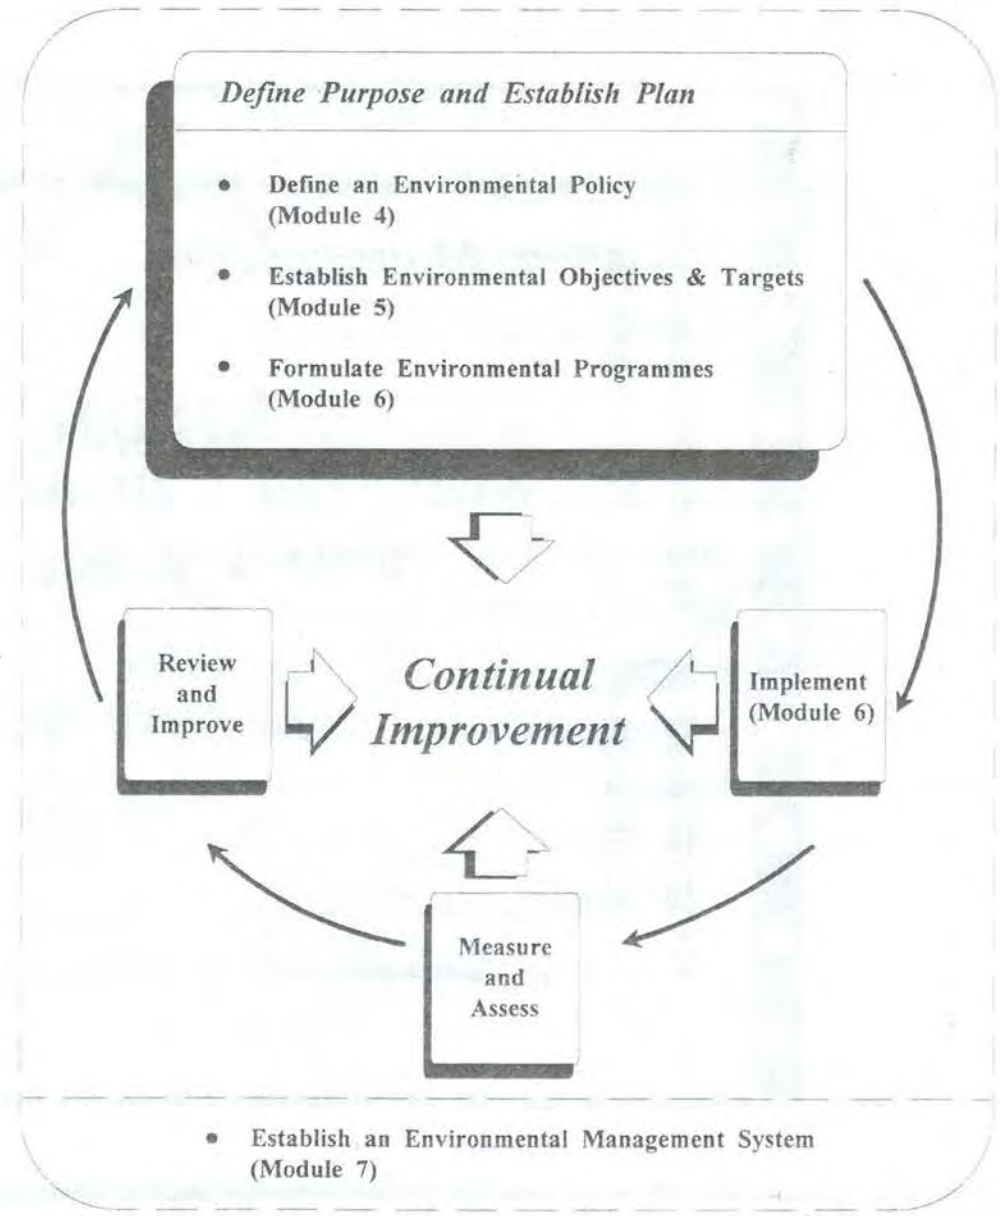 Define Purpose and Establish Plan
• Define an Environmental Policy
(Module 4)
• Establish Environmental Objectives & Targets
(Module 5)
• Formulate Environmental Programmes
(Module 6)
Review
and
Improve
Continual
Improvement
Implement
(Module 6)
Measure
and
Assess
• Establish an Environmental Management System
(Module 7)